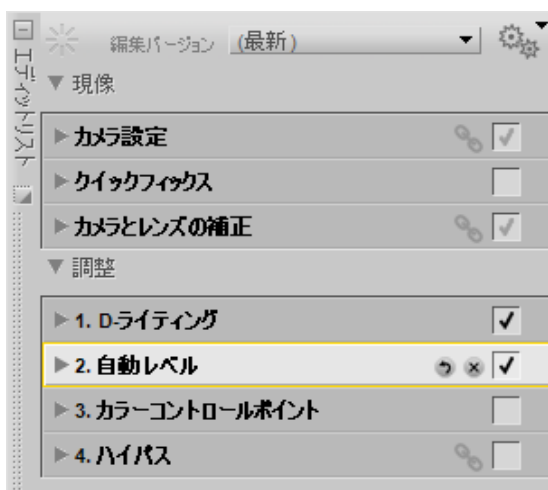 エディットリスト
編集バージョン (最新)
現像
カメラ設定
クイックフィックス
カメラとレンズの補正
調整
1. D-ライティング
2. 自動レベル
3. カラーコントロールポイント
4. ハイパス